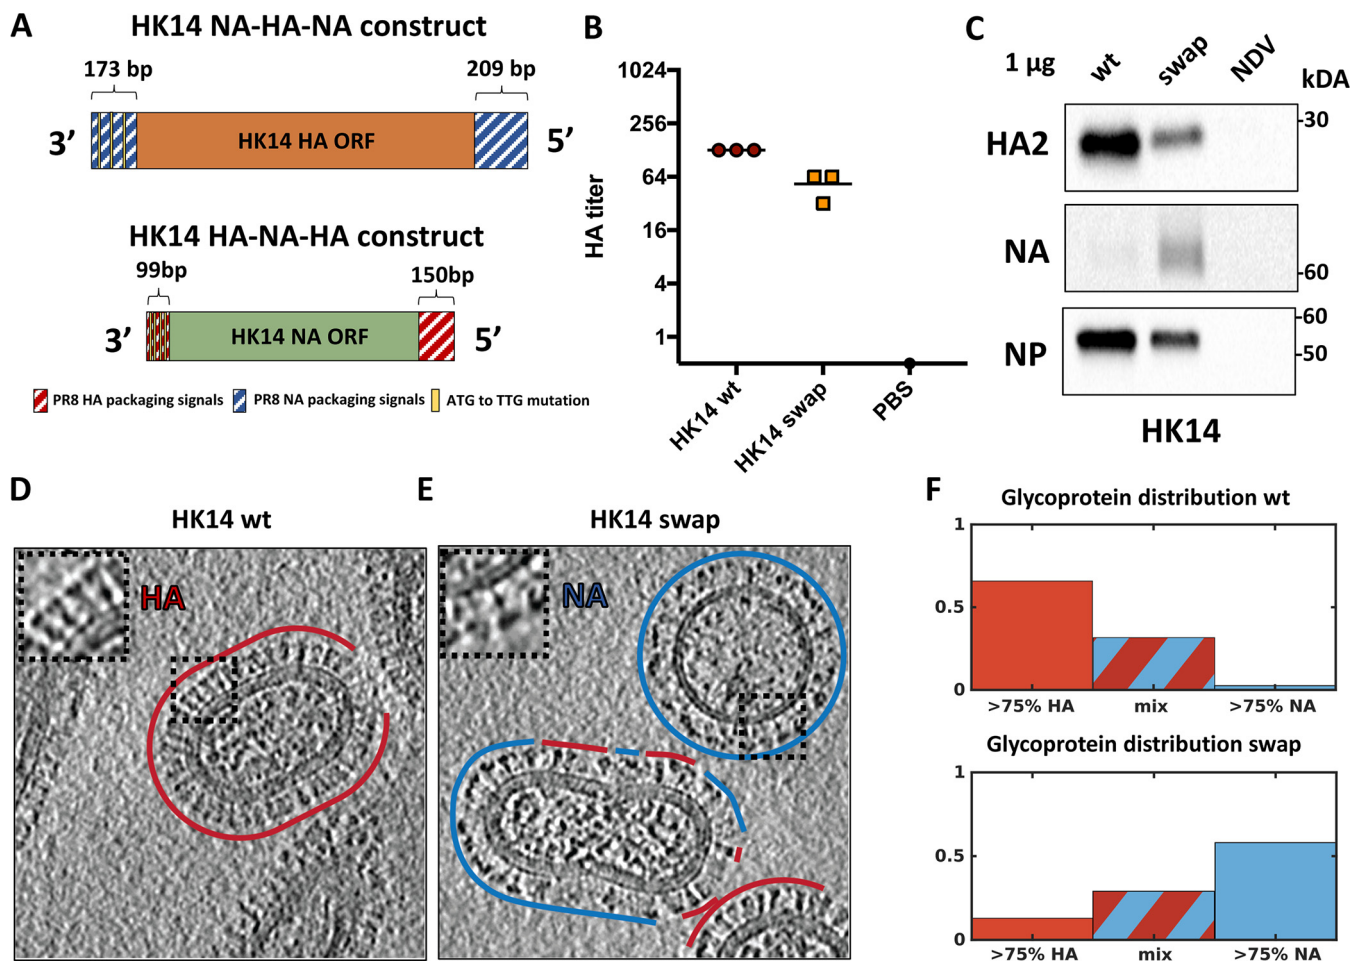 A
HK14 NA-HA-NA construct
173 bp
209 bp
3’
HK14 HA ORF
5’
HK14 HA-NA-HA construct
99bp
150bp
3’
HK14 NA ORF
5’
PR8 HA packaging signals
PR8 NA packaging signals
ATG to TTG mutation
B
HA titer
1024
256
64
16
4
1
HK14 wt
HK14 swap
PBS
C
1 µg
wt
swap
NDV
kDA
HA2
-30
NA
-60
NP
-60
-50
HK14
D
HK14 wt
HA
E
HK14 swap
NA
F
Glycoprotein distribution wt
1
0.5
0
>75% HA
mix
>75% NA
Glycoprotein distribution swap
1
0.5
0
>75% HA
mix
>75% NA